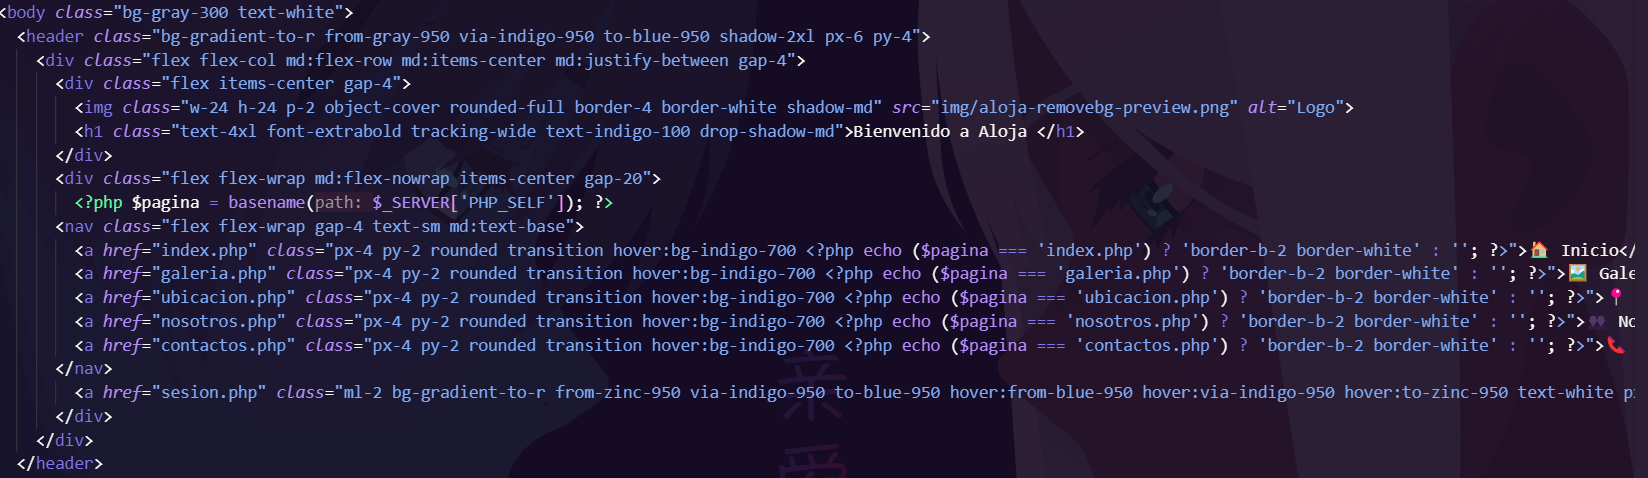 <body class="bg-gray-300 text-white">
<header class="bg-gradient-to-r from-gray-950 via-indigo-950 to-blue-950 shadow-2xl px-6 py-4">
<div class="flex flex-col md:flex-row md:items-center md:justify-between gap-4">
<div class="flex items-center gap-4">
<img class="w-24 h-24 p-2 object-cover rounded-full border-4 border-white shadow-md" src="img/aloja-removebg-preview.png" alt="Logo">
<h1 class="text-4xl font-extrabold tracking-wide text-indigo-100 drop-shadow-md">Bienvenido a Aloja </h1>
</div>
<div class="flex flex-wrap md:flex-nowrap items-center gap-20">
<?php $pagina = basename(path: $_SERVER['PHP_SELF']); ?>
<nav class="flex flex-wrap gap-4 text-sm md:text-base">
<a href="index.php" class="px-4 py-2 rounded transition hover:bg-indigo-700 <?php echo ($pagina === 'index.php') ? 'border-b-2 border-white' : ''; ?>">🏠 Inicio</
<a href="galeria.php" class="px-4 py-2 rounded transition hover:bg-indigo-700 <?php echo ($pagina === 'galeria.php') ? 'border-b-2 border-white' : ''; ?>">🖼️ Gale
<a href="ubicacion.php" class="px-4 py-2 rounded transition hover:bg-indigo-700 <?php echo ($pagina === 'ubicacion.php') ? 'border-b-2 border-white' : ''; ?>">📍
<a href="nosotros.php" class="px-4 py-2 rounded transition hover:bg-indigo-700 <?php echo ($pagina === 'nosotros.php') ? 'border-b-2 border-white' : ''; ?>">👥 No
<a href="contactos.php" class="px-4 py-2 rounded transition hover:bg-indigo-700 <?php echo ($pagina === 'contactos.php') ? 'border-b-2 border-white' : ''; ?>">📞
</nav>
<a href="sesion.php" class="ml-2 bg-gradient-to-r from-zinc-950 via-indigo-950 to-blue-950 hover:from-blue-950 hover:via-indigo-950 hover:to-zinc-950 text-white p
</div>
</div>
</header>
亲
爱